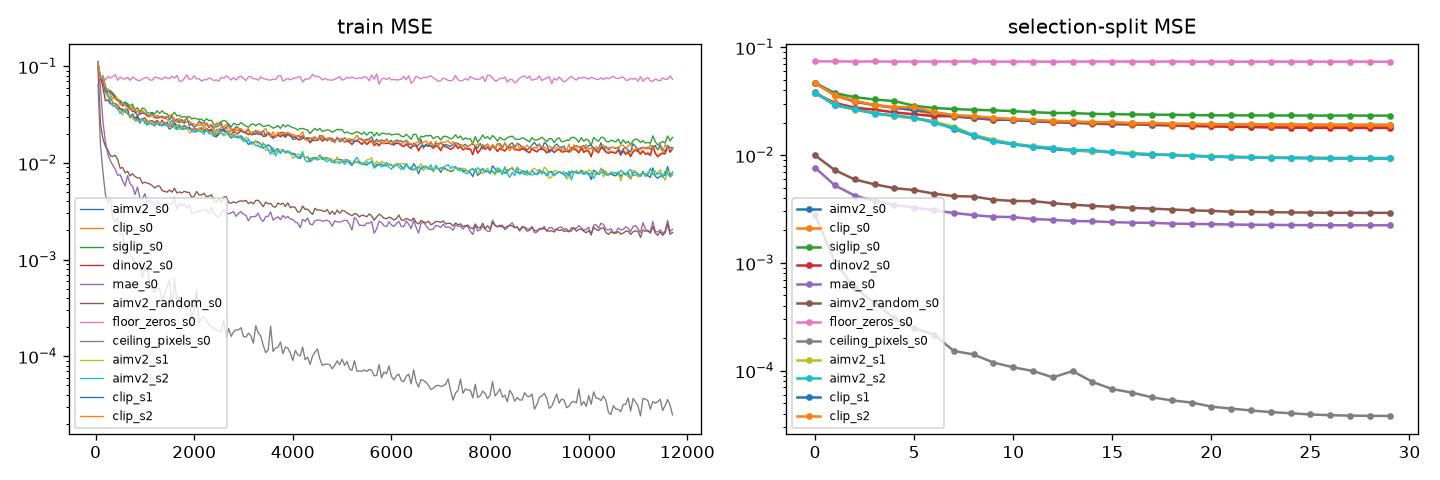 train MSE
10⁻¹
10⁻²
10⁻³
10⁻⁴
0
2000
4000
6000
8000
10000
12000
aimv2_s0
clip_s0
siglip_s0
dinov2_s0
mae_s0
aimv2_random_s0
floor_zeros_s0
ceiling_pixels_s0
aimv2_s1
aimv2_s2
clip_s1
clip_s2
selection-split MSE
10⁻¹
10⁻²
10⁻³
10⁻⁴
0
5
10
15
20
25
30
aimv2_s0
clip_s0
siglip_s0
dinov2_s0
mae_s0
aimv2_random_s0
floor_zeros_s0
ceiling_pixels_s0
aimv2_s1
aimv2_s2
clip_s1
clip_s2